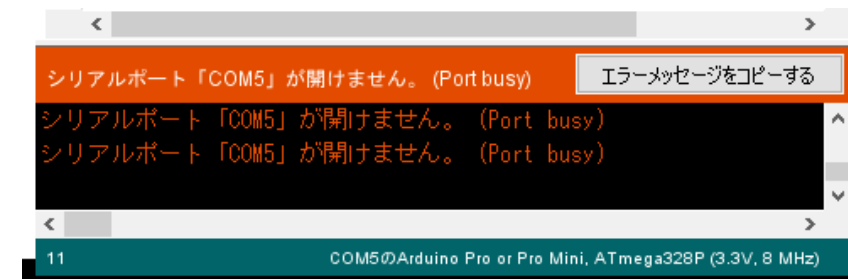 シリアルポート「COM5」が開けません。 (Port busy)
エラーメッセージをコピーする
シリアルポート「COM5」が開けません。 (Port busy)
シリアルポート「COM5」が開けません。 (Port busy)
11
COM5のArduino Pro or Pro Mini, ATmega328P (3.3V, 8 MHz)